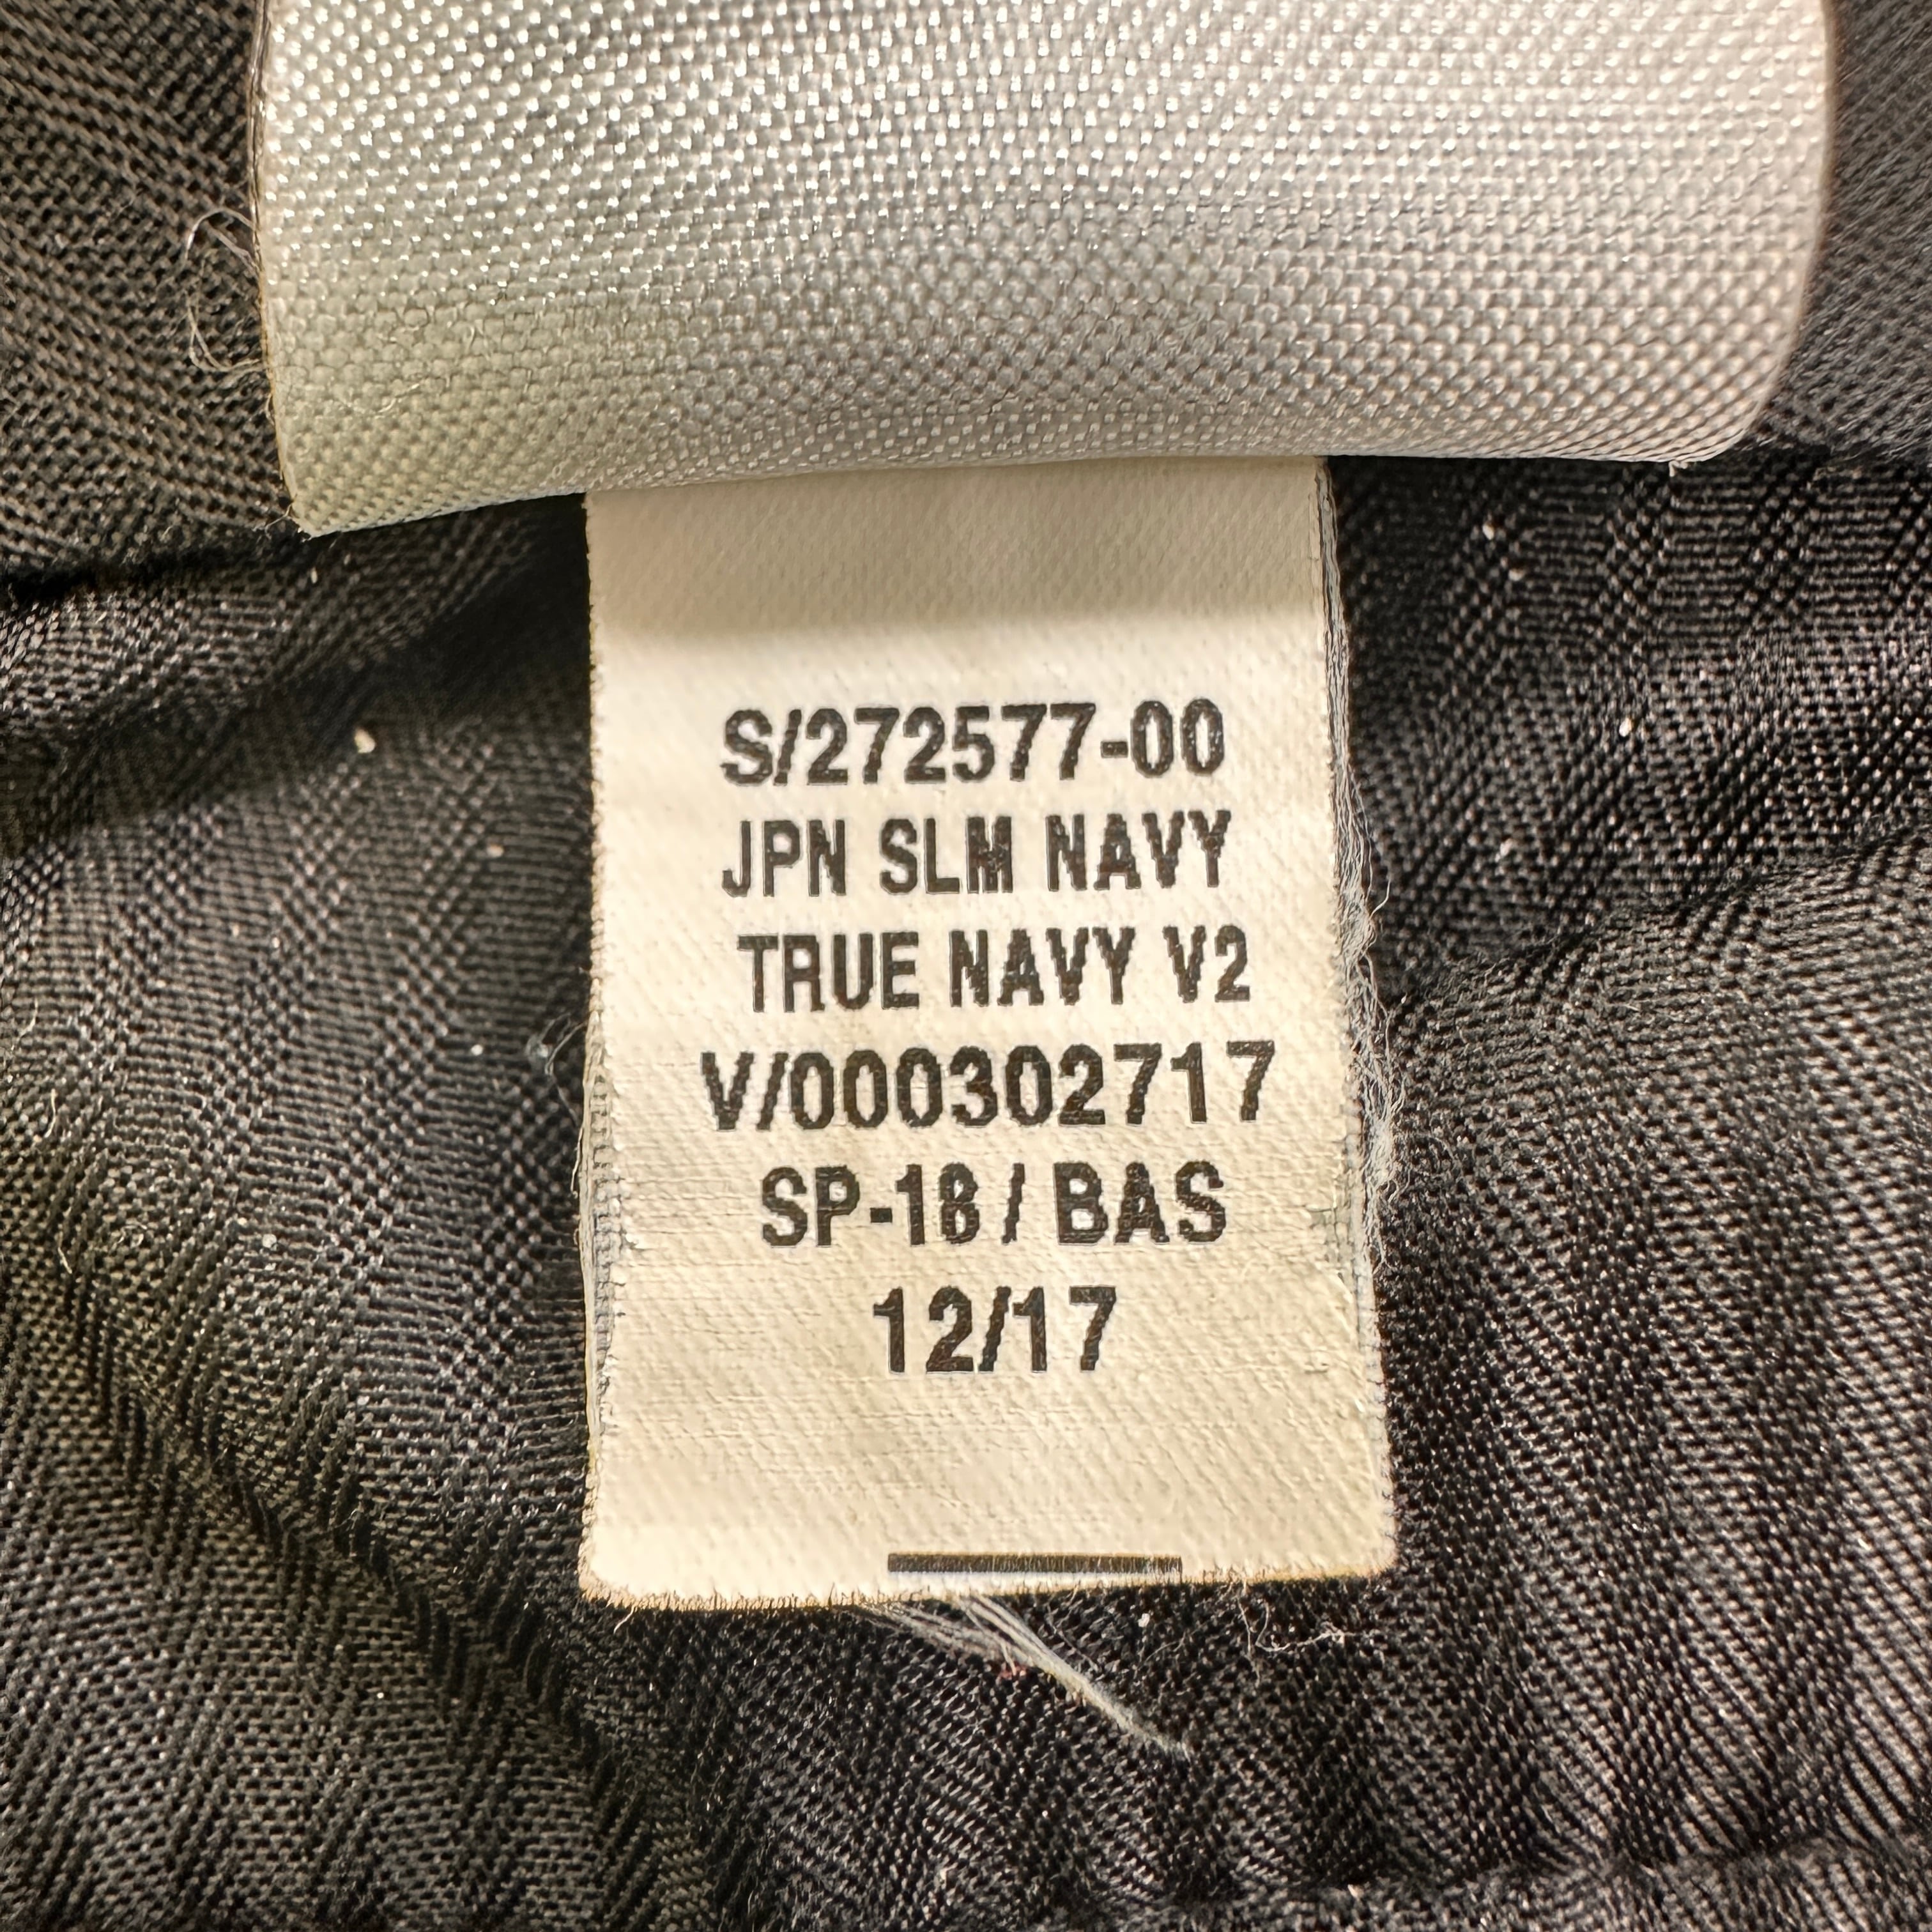 S/272577-00
JPN SLM NAVY
TRUE NAVY V2
V/000302717
SP-18 / BAS
12/17